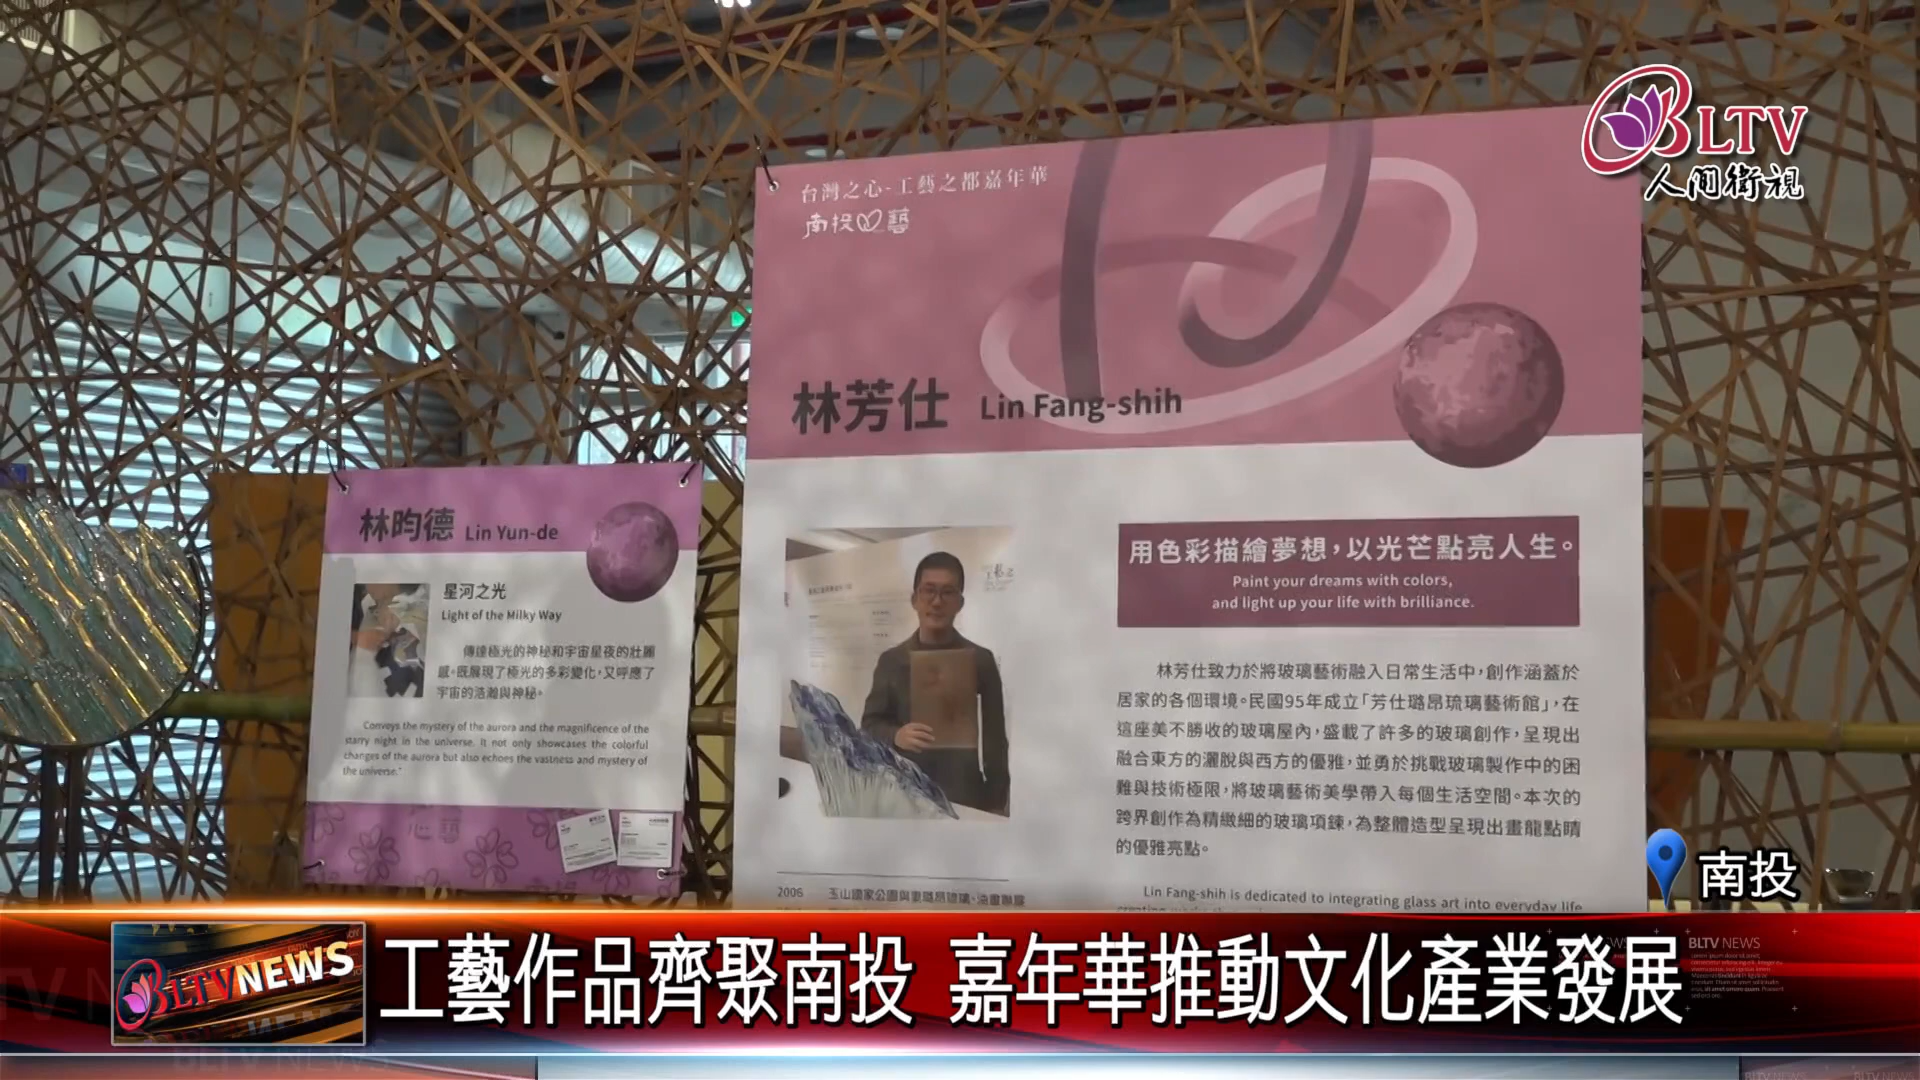 BLTV
人間衛視
台灣之心-工藝之都嘉年華
南投心藝
林芳仕 Lin Fang-shih
用色彩描繪夢想，以光芒點亮人生。
Paint your dreams with colors,
and light up your life with brilliance.
林芳仕致力於將玻璃藝術融入日常生活中，創作涵蓋於
居家的各個環境。民國95年成立「芳仕璐昂琉璃藝術館」，在
這座美不勝收的玻璃屋內，盛載了許多的玻璃創作，呈現出
融合東方的灑脫與西方的優雅，並勇於挑戰玻璃製作中的困
難與技術極限，將玻璃藝術美學帶入每個生活空間。本次的
跨界創作為精緻細的玻璃項鍊，為整體造型呈現出畫龍點睛
的優雅亮點。
Lin Fang-shih is dedicated to integrating glass art into everyday life
2006 玉山國家公園與
林昀德 Lin Yun-de
星河之光
Light of the Milky Way
傳達極光的神秘和宇宙星夜的壯麗
感。既展現了極光的多彩變化，又呼應了
宇宙的浩瀚與神秘。
Conveys the mystery of the aurora and the magnificence of the
starry night in the universe. It not only showcases the colorful
changes of the aurora but also echoes the vastness and mystery of
the universe."
南投
BLTVNEWS
工藝作品齊聚南投 嘉年華推動文化產業發展
BLTV NEWS